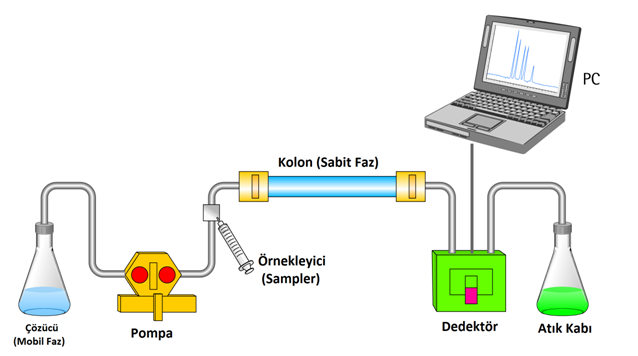 PC
Kolon (Sabit Faz)
Örnekleyici
(Sampler)
Çözücü
(Mobil Faz)
Pompa
Dedektör
Atık Kabı